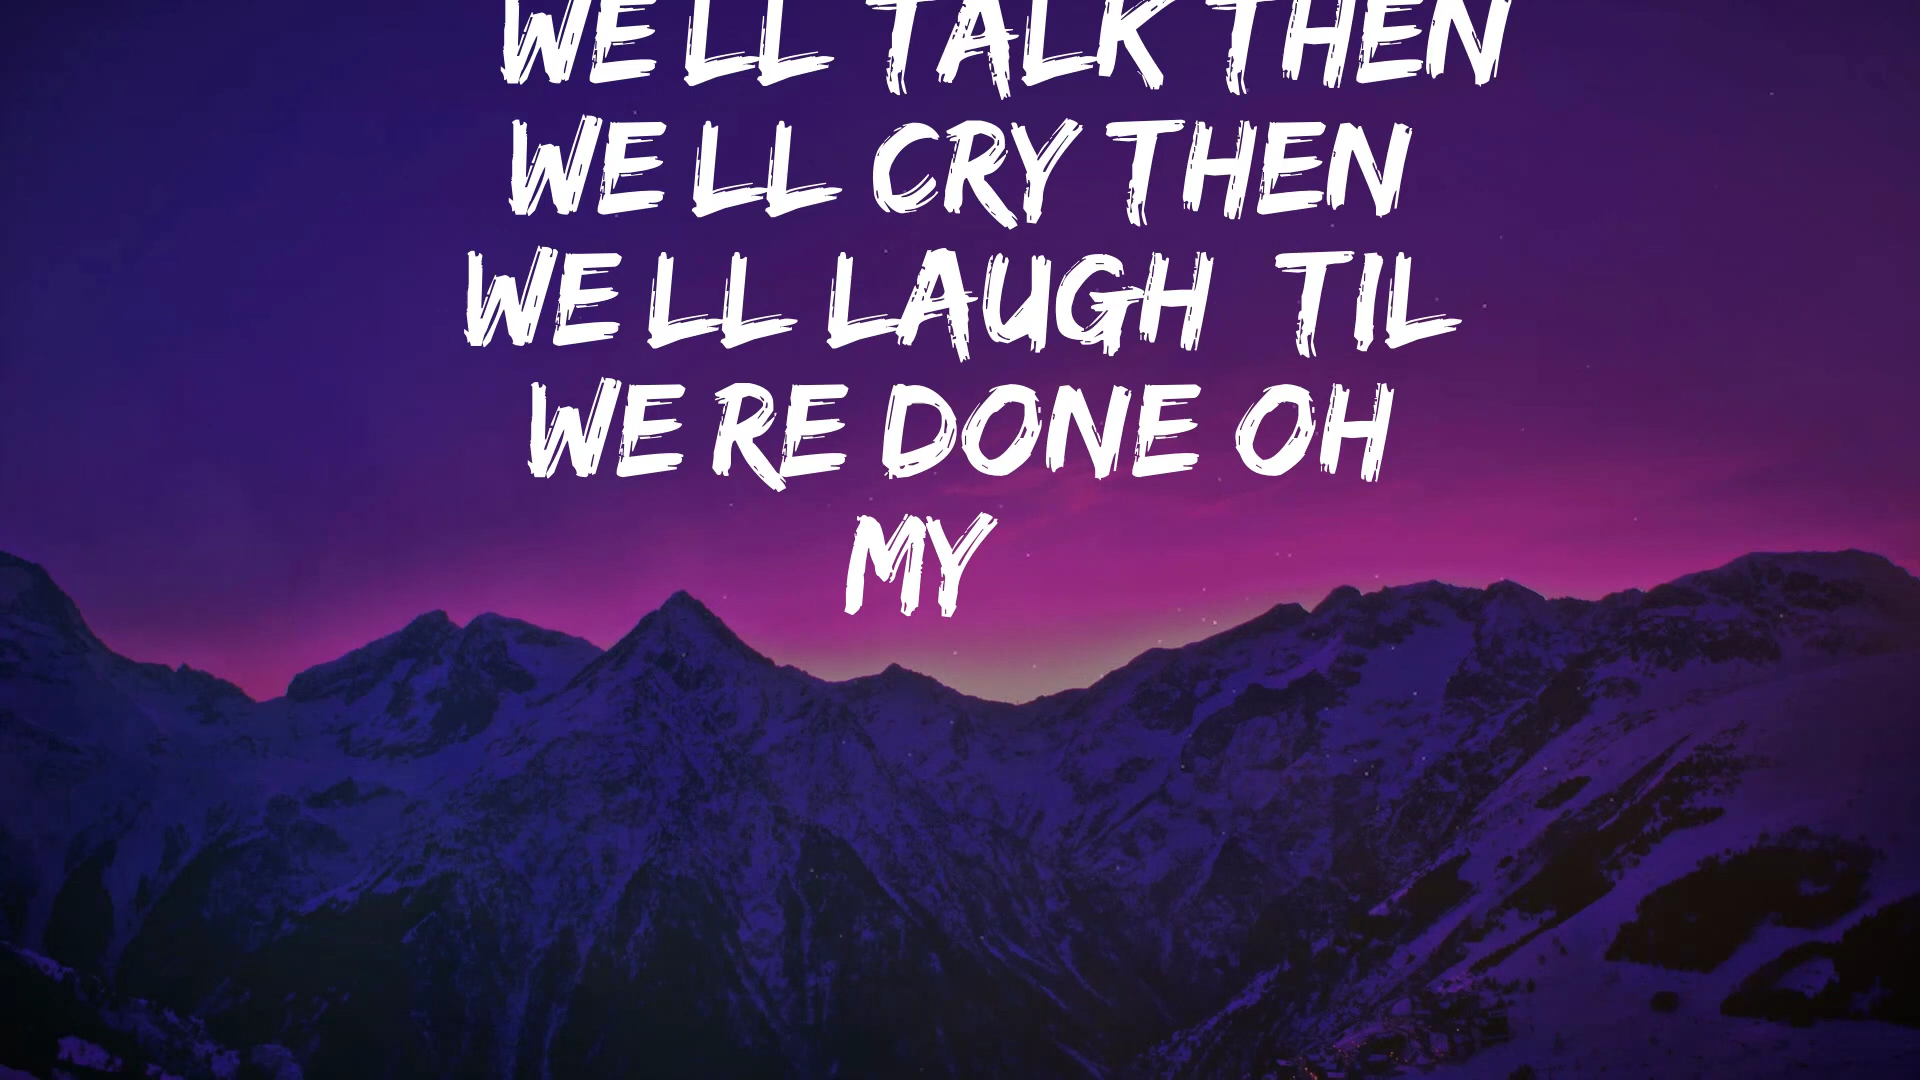 WE LL TALK THEN
WE LL CRY THEN
WE LL LAUGH  TIL
WE RE DONE OH
MY